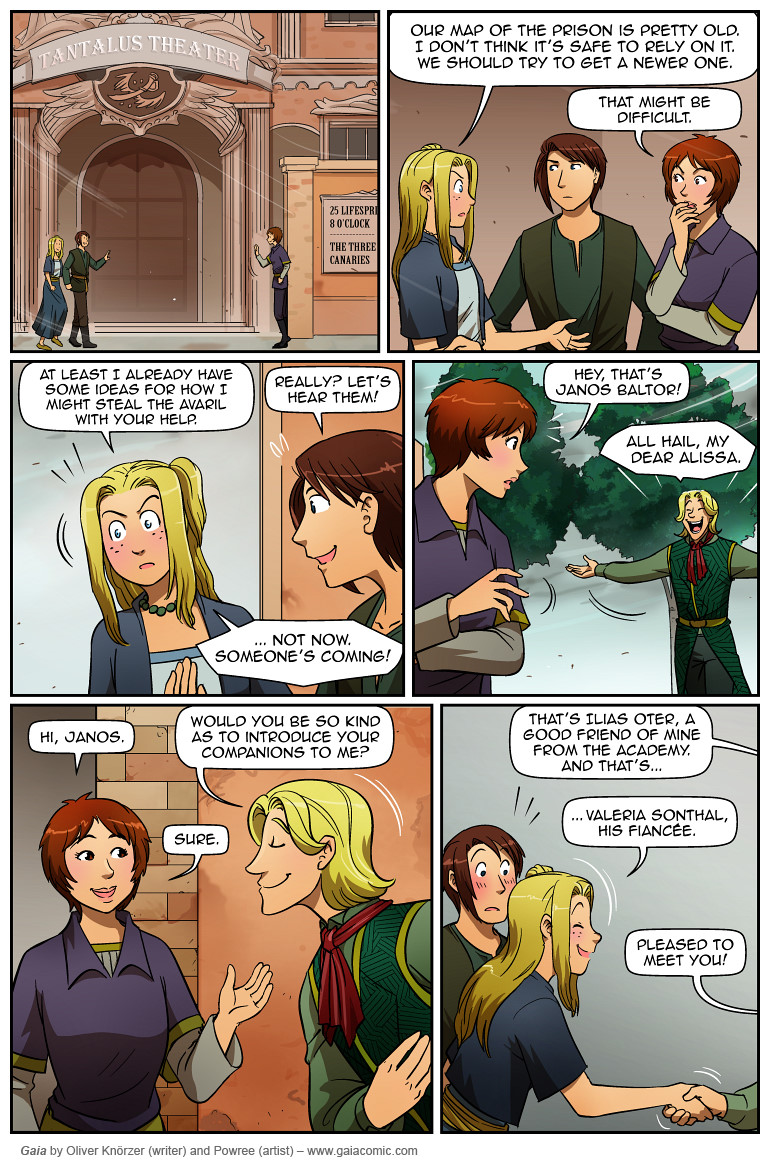 TANTALUS THEATER
25 LIFESPRI
8 O'CLOCK
THE THREE
CANARIES
OUR MAP OF THE PRISON IS PRETTY OLD.
I DON'T THINK IT'S SAFE TO RELY ON IT.
WE SHOULD TRY TO GET A NEWER ONE.
THAT MIGHT BE
DIFFICULT.
AT LEAST I ALREADY HAVE
SOME IDEAS FOR HOW I
MIGHT STEAL THE AVARIL
WITH YOUR HELP.
REALLY? LET'S
HEAR THEM!
... NOT NOW.
SOMEONE'S COMING!
HEY, THAT'S
JANOS BALTOR!
ALL HAIL, MY
DEAR ALISSA.
HI, JANOS.
WOULD YOU BE SO KIND
AS TO INTRODUCE YOUR
COMPANIONS TO ME?
SURE.
THAT'S ILIAS OTER, A
GOOD FRIEND OF MINE
FROM THE ACADEMY.
AND THAT'S...
...VALERIA SONTHAL,
HIS FIANCÉE.
PLEASED TO
MEET YOU!
Gaia by Oliver Knörzer (writer) and Powree (artist) – www.gaiacomic.com